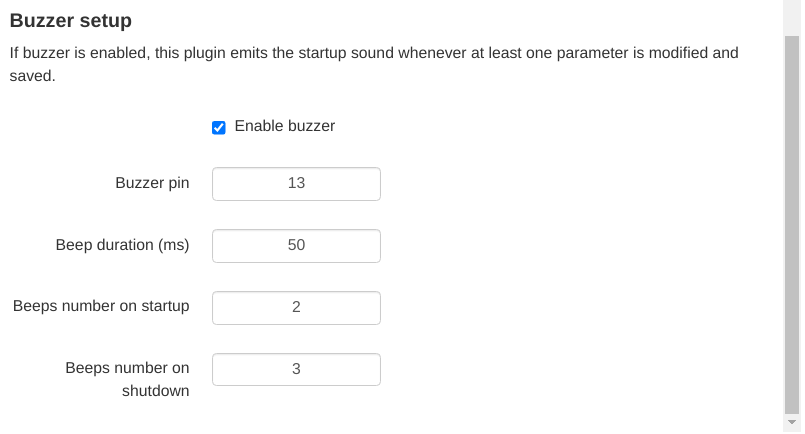 Buzzer setup
If buzzer is enabled, this plugin emits the startup sound whenever at least one parameter is modified and
saved.
Enable buzzer
Buzzer pin 13
Beep duration (ms) 50
Beeps number on startup 2
Beeps number on 3
shutdown